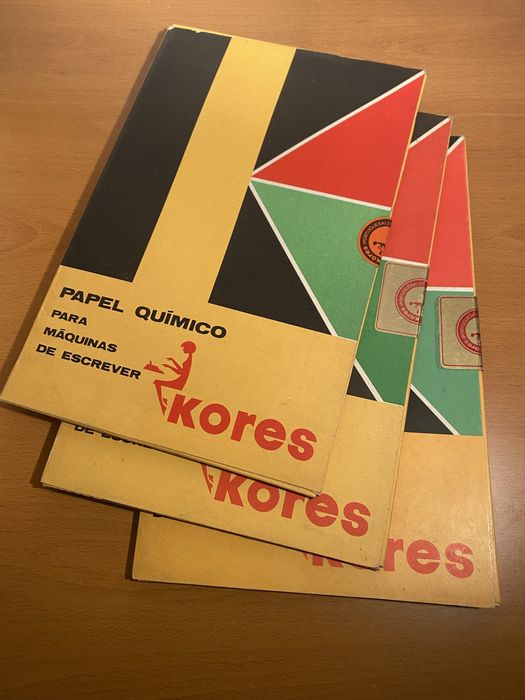 PAPEL QUÍMICO
PARA
MÁQUINAS
DE ESCREVER
Kores
Kores
Kores